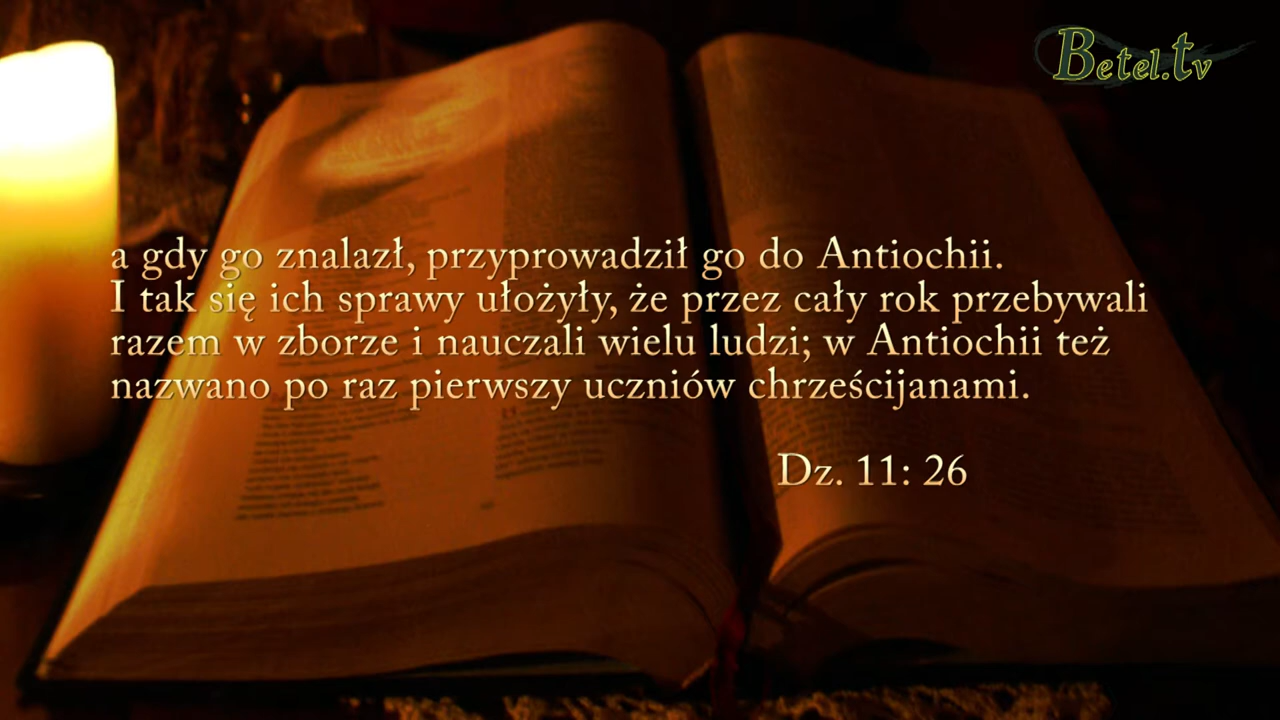 Betel.tv
a gdy go znalazł, przyprowadził go do Antiochii.
I tak się ich sprawy ułożyły, że przez cały rok przebywali
razem w zborze i nauczali wielu ludzi; w Antiochii też
nazwano po raz pierwszy uczniów chrześcijanami.
Dz. 11: 26